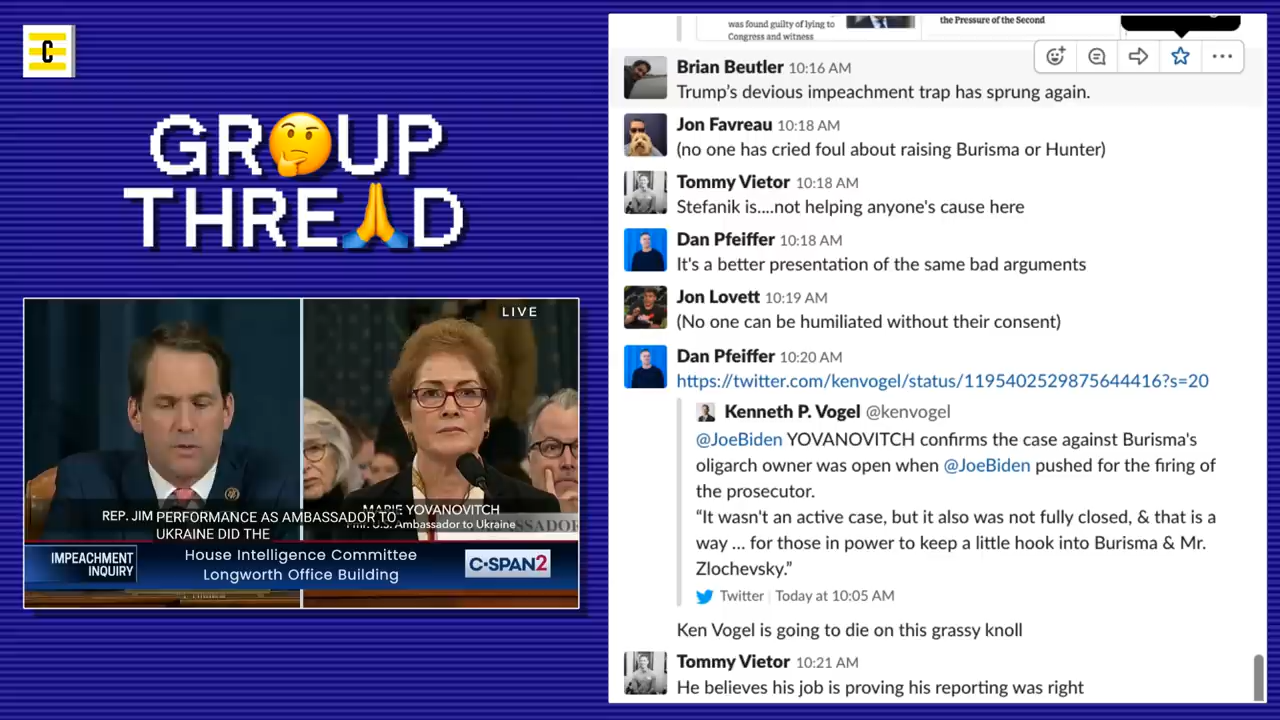 C
GR🤔UP
THRE🙏D
LIVE
REP. JIM
MARIE YOVANOVITCH
Fmr. U.S. Ambassador to Ukraine
PERFORMANCE AS AMBASSADOR TO
UKRAINE DID THE
IMPEACHMENT
INQUIRY
House Intelligence Committee
Longworth Office Building
C-SPAN2
was found guilty of lying to
Congress and witness
the Pressure of the Second
Brian Beutler 10:16 AM
Trump's devious impeachment trap has sprung again.
Jon Favreau 10:18 AM
(no one has cried foul about raising Burisma or Hunter)
Tommy Vietor 10:18 AM
Stefanik is....not helping anyone's cause here
Dan Pfeiffer 10:18 AM
It's a better presentation of the same bad arguments
Jon Lovett 10:19 AM
(No one can be humiliated without their consent)
Dan Pfeiffer 10:20 AM
https://twitter.com/kenvogel/status/1195402529875644416?s=20
Kenneth P. Vogel @kenvogel
@JoeBiden YOVANOVITCH confirms the case against Burisma's
oligarch owner was open when @JoeBiden pushed for the firing of
the prosecutor.
“It wasn't an active case, but it also was not fully closed, & that is a
way ... for those in power to keep a little hook into Burisma & Mr.
Zlochevsky.”
Twitter Today at 10:05 AM
Ken Vogel is going to die on this grassy knoll
Tommy Vietor 10:21 AM
He believes his job is proving his reporting was right